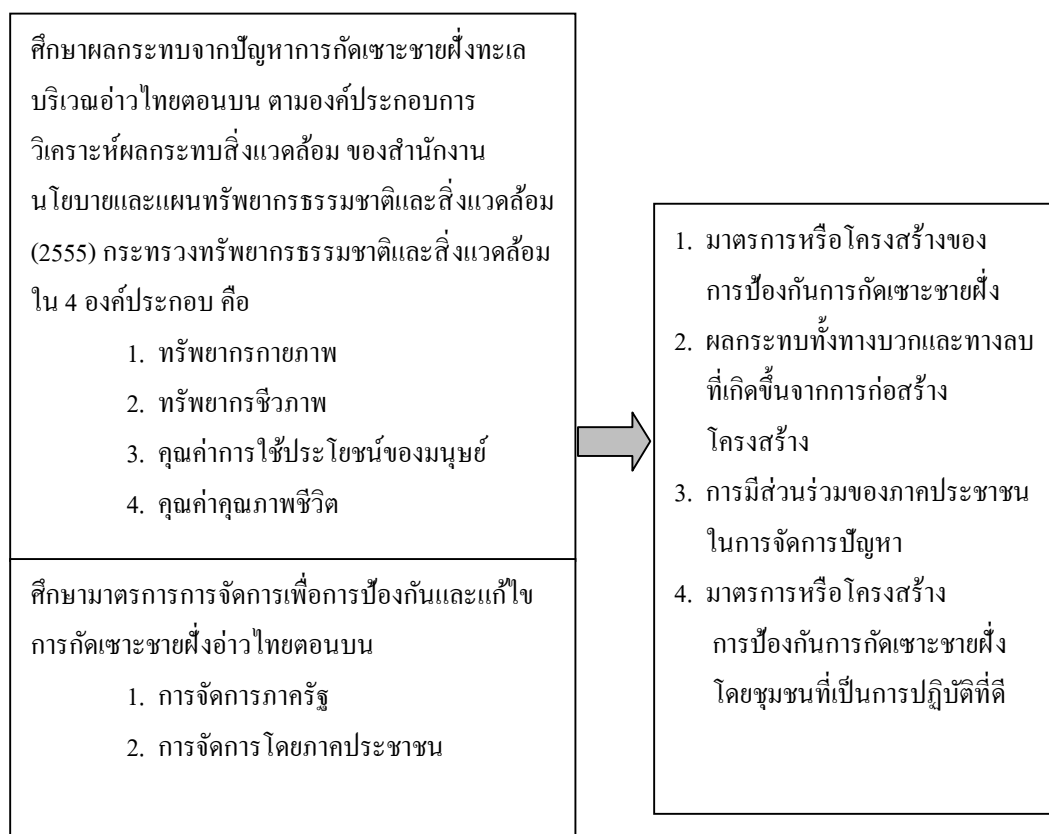 ศึกษาผลกระทบจากปัญหาการกัดเซาะชายฝั่งทะเล
บริเวณอ่าวไทยตอนบน ตามองค์ประกอบการ
วิเคราะห์ผลกระทบสิ่งแวดล้อม ของสำนักงาน
นโยบายและแผนทรัพยากรธรรมชาติและสิ่งแวดล้อม
(2555) กระทรวงทรัพยากรธรรมชาติและสิ่งแวดล้อม
ใน 4 องค์ประกอบ คือ
1. ทรัพยากรกายภาพ
2. ทรัพยากรชีวภาพ
3. คุณค่าการใช้ประโยชน์ของมนุษย์
4. คุณค่าคุณภาพชีวิต
ศึกษามาตรการการจัดการเพื่อการป้องกันและแก้ไข
การกัดเซาะชายฝั่งอ่าวไทยตอนบน
1. การจัดการภาครัฐ
2. การจัดการโดยภาคประชาชน
1. มาตรการหรือโครงสร้างของ
การป้องกันการกัดเซาะชายฝั่ง
2. ผลกระทบทั้งทางบวกและทางลบ
ที่เกิดขึ้นจากการก่อสร้าง
โครงสร้าง
3. การมีส่วนร่วมของภาคประชาชน
ในการจัดการปัญหา
4. มาตรการหรือโครงสร้าง
การป้องกันการกัดเซาะชายฝั่ง
โดยชุมชนที่เป็นการปฏิบัติที่ดี